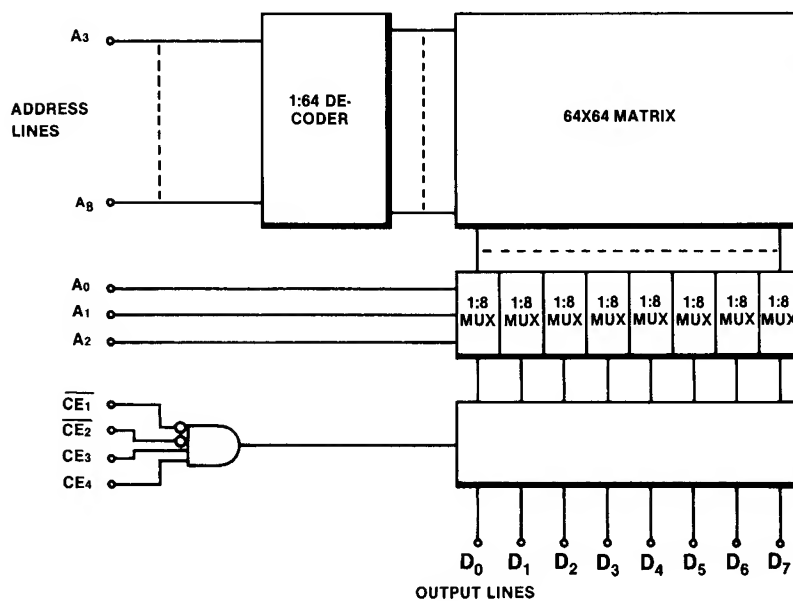 A3
ADDRESS
LINES
A8
1:64 DE-
CODER
64X64 MATRIX
A0
A1
A2
1:8
MUX
1:8
MUX
1:8
MUX
1:8
MUX
1:8
MUX
1:8
MUX
1:8
MUX
1:8
MUX
CE1
CE2
CE3
CE4
D0 D1 D2 D3 D4 D5 D6 D7
OUTPUT LINES